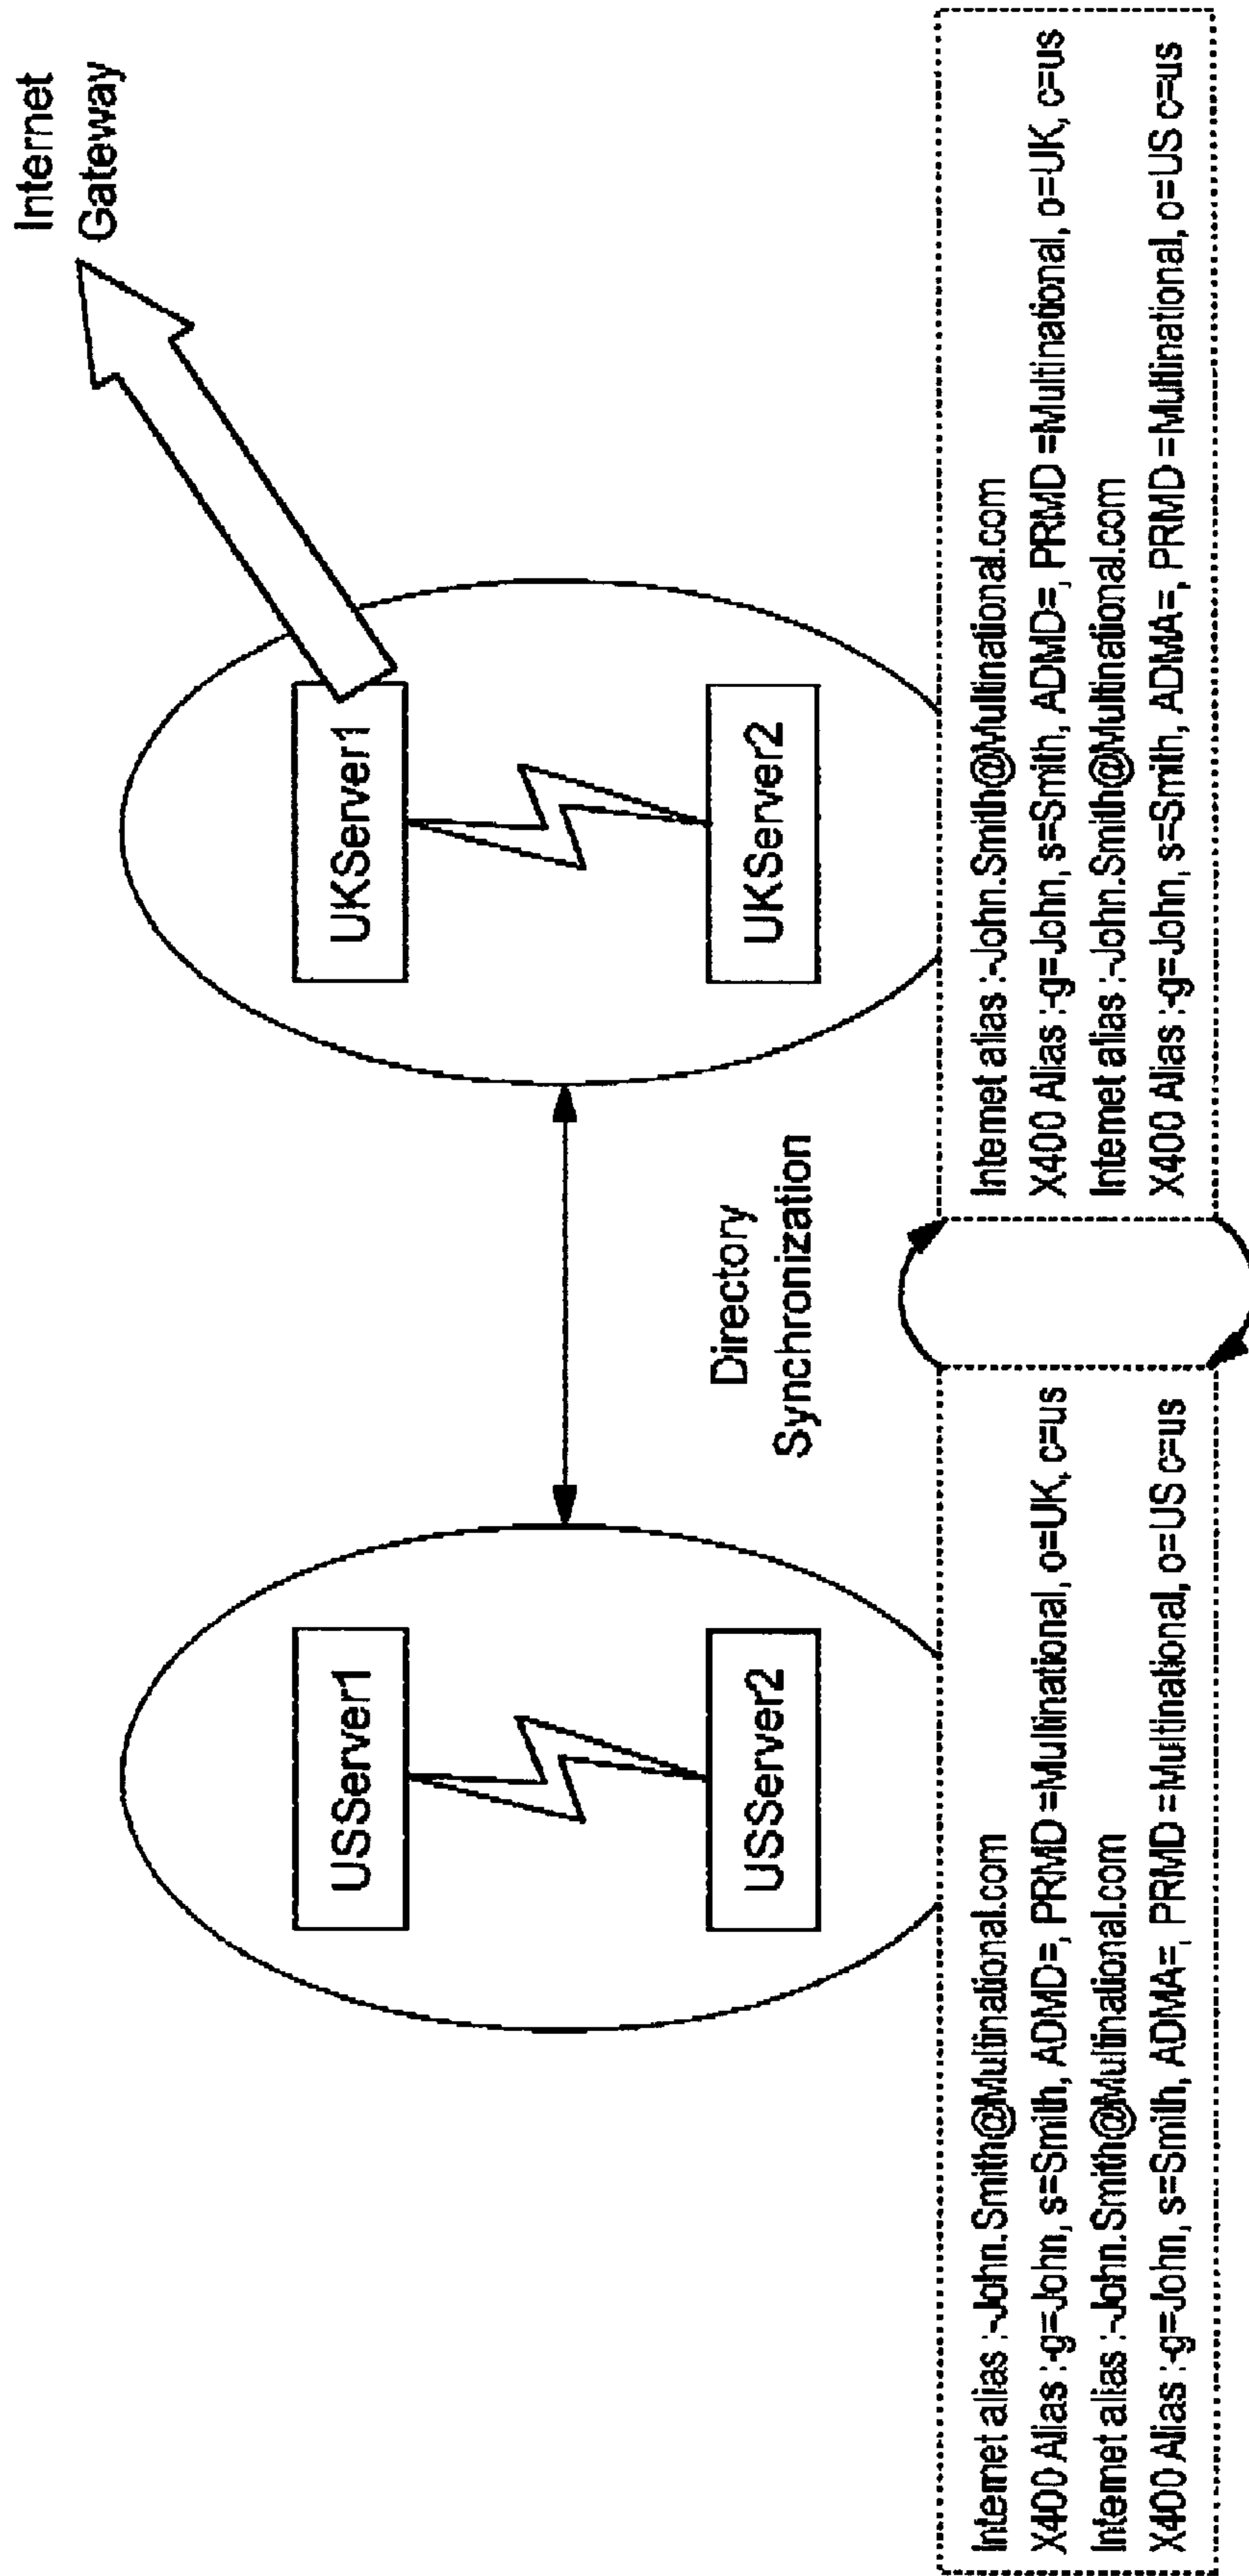 Internet
Gateway
USServer1
USServer2
UKServer1
UKServer2
Directory
Synchronization
Internet alias :-John.Smith@Multinational.com
X400 Alias :-g=John, s=Smith, ADMD=, PRMD =Multinational, o=UK, c=us
Internet alias :-John.Smith@Multinational.com
X400 Alias :-g=John, s=Smith, ADMA=, PRMD =Multinational, o=US c=us
Internet alias :-John.Smith@Multinational.com
X400 Alias :-g=John, s=Smith, ADMD=, PRMD =Multinational, o=UK, c=us
Internet alias :-John.Smith@Multinational.com
X400 Alias :-g=John, s=Smith, ADMA=, PRMD =Multinational, o=US c=us